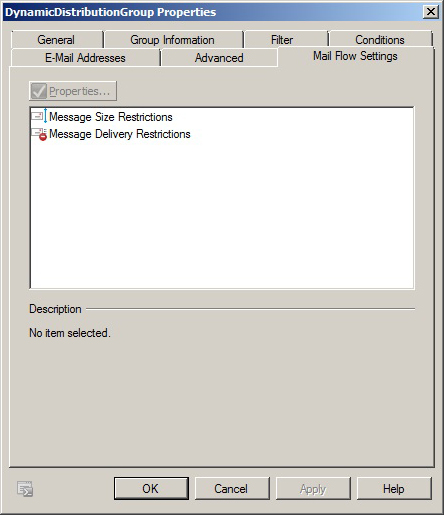 DynamicDistributionGroup Properties
General Group Information Filter Conditions
E-Mail Addresses Advanced Mail Flow Settings
Properties...
Message Size Restrictions
Message Delivery Restrictions
Description
No item selected.
OK Cancel Apply Help